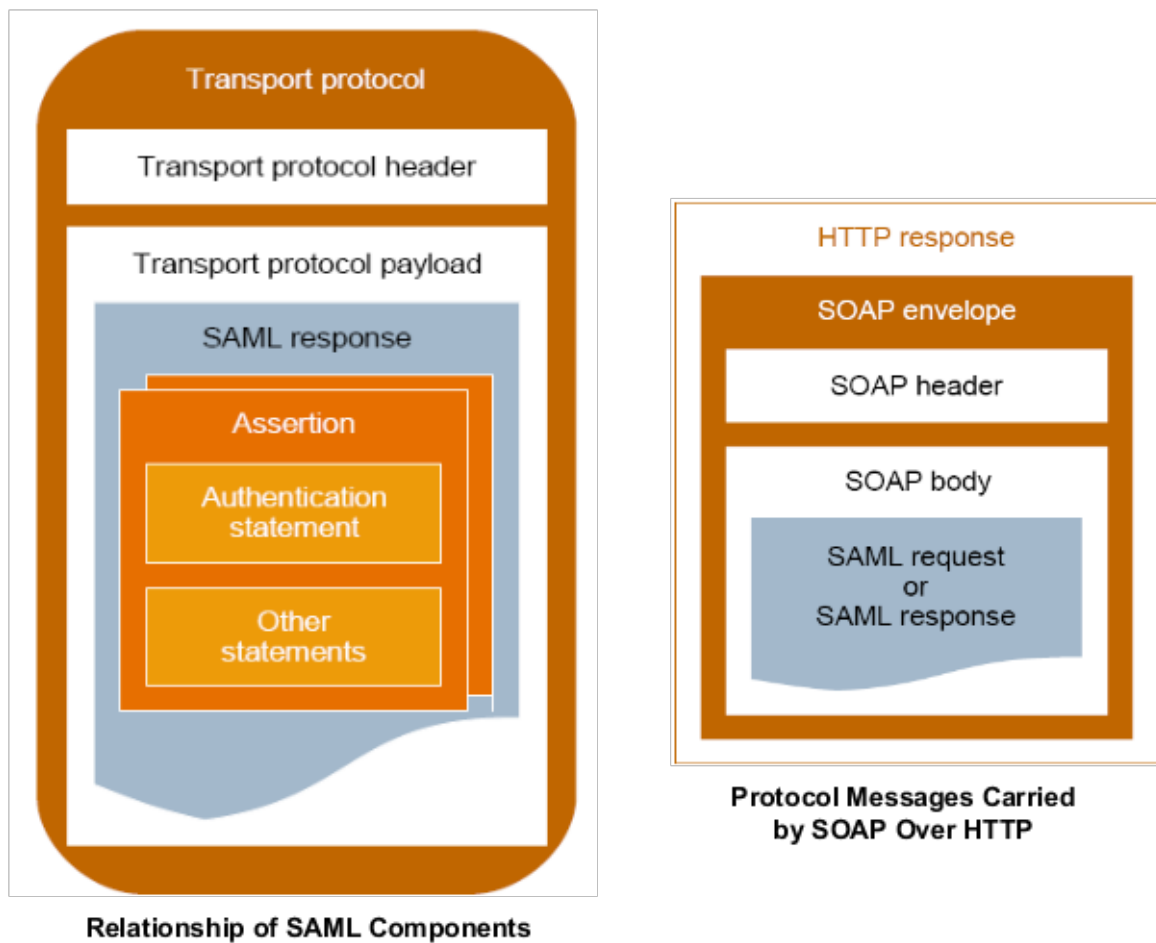 Transport protocol
Transport protocol header
Transport protocol payload
SAML response
Assertion
Authentication
statement
Other
statements
Relationship of SAML Components
HTTP response
SOAP envelope
SOAP header
SOAP body
SAML request
or
SAML response
Protocol Messages Carried
by SOAP Over HTTP